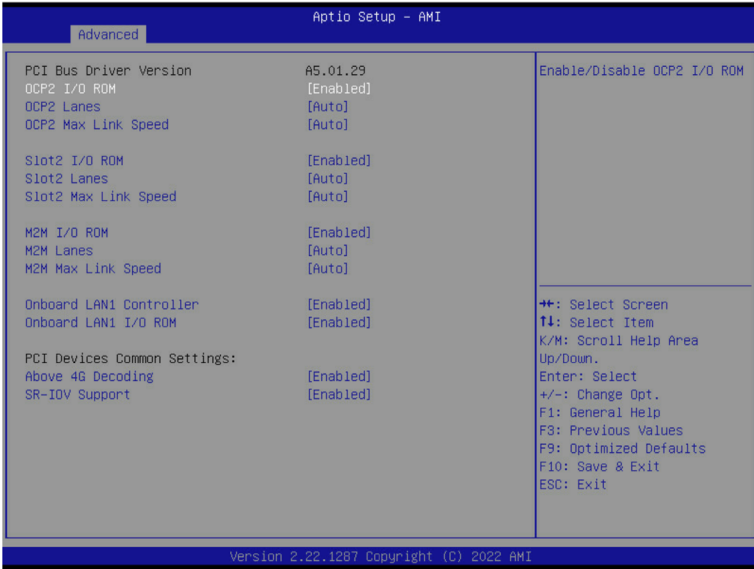 Aptio Setup - AMI
Advanced
PCI Bus Driver Version A5.01.29
OCP2 I/O ROM [Enabled]
OCP2 Lanes [Auto]
OCP2 Max Link Speed [Auto]
Slot2 I/O ROM [Enabled]
Slot2 Lanes [Auto]
Slot2 Max Link Speed [Auto]
M2M I/O ROM [Enabled]
M2M Lanes [Auto]
M2M Max Link Speed [Auto]
Onboard LAN1 Controller [Enabled]
Onboard LAN1 I/O ROM [Enabled]
PCI Devices Common Settings:
Above 4G Decoding [Enabled]
SR-IOV Support [Enabled]
Enable/Disable OCP2 I/O ROM
→←: Select Screen
↑↓: Select Item
K/M: Scroll Help Area
Up/Down.
Enter: Select
+/-: Change Opt.
F1: General Help
F3: Previous Values
F9: Optimized Defaults
F10: Save & Exit
ESC: Exit
Version 2.22.1287 Copyright (C) 2022 AMI